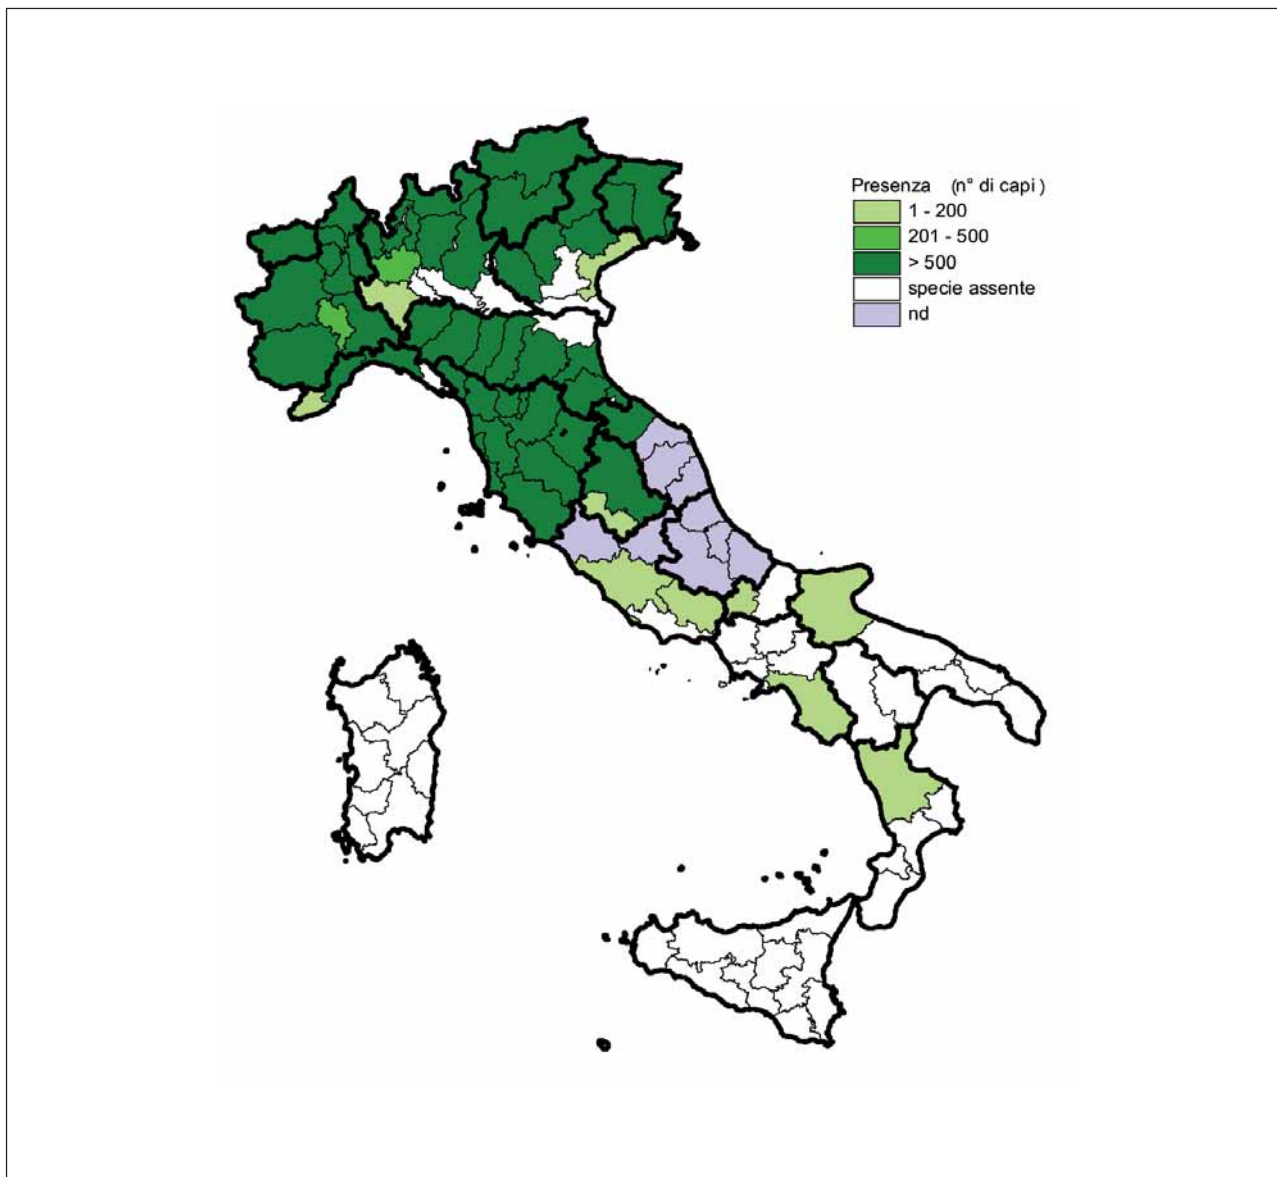 Presenza (n° di capi )
1 - 200
201 - 500
> 500
specie assente
nd